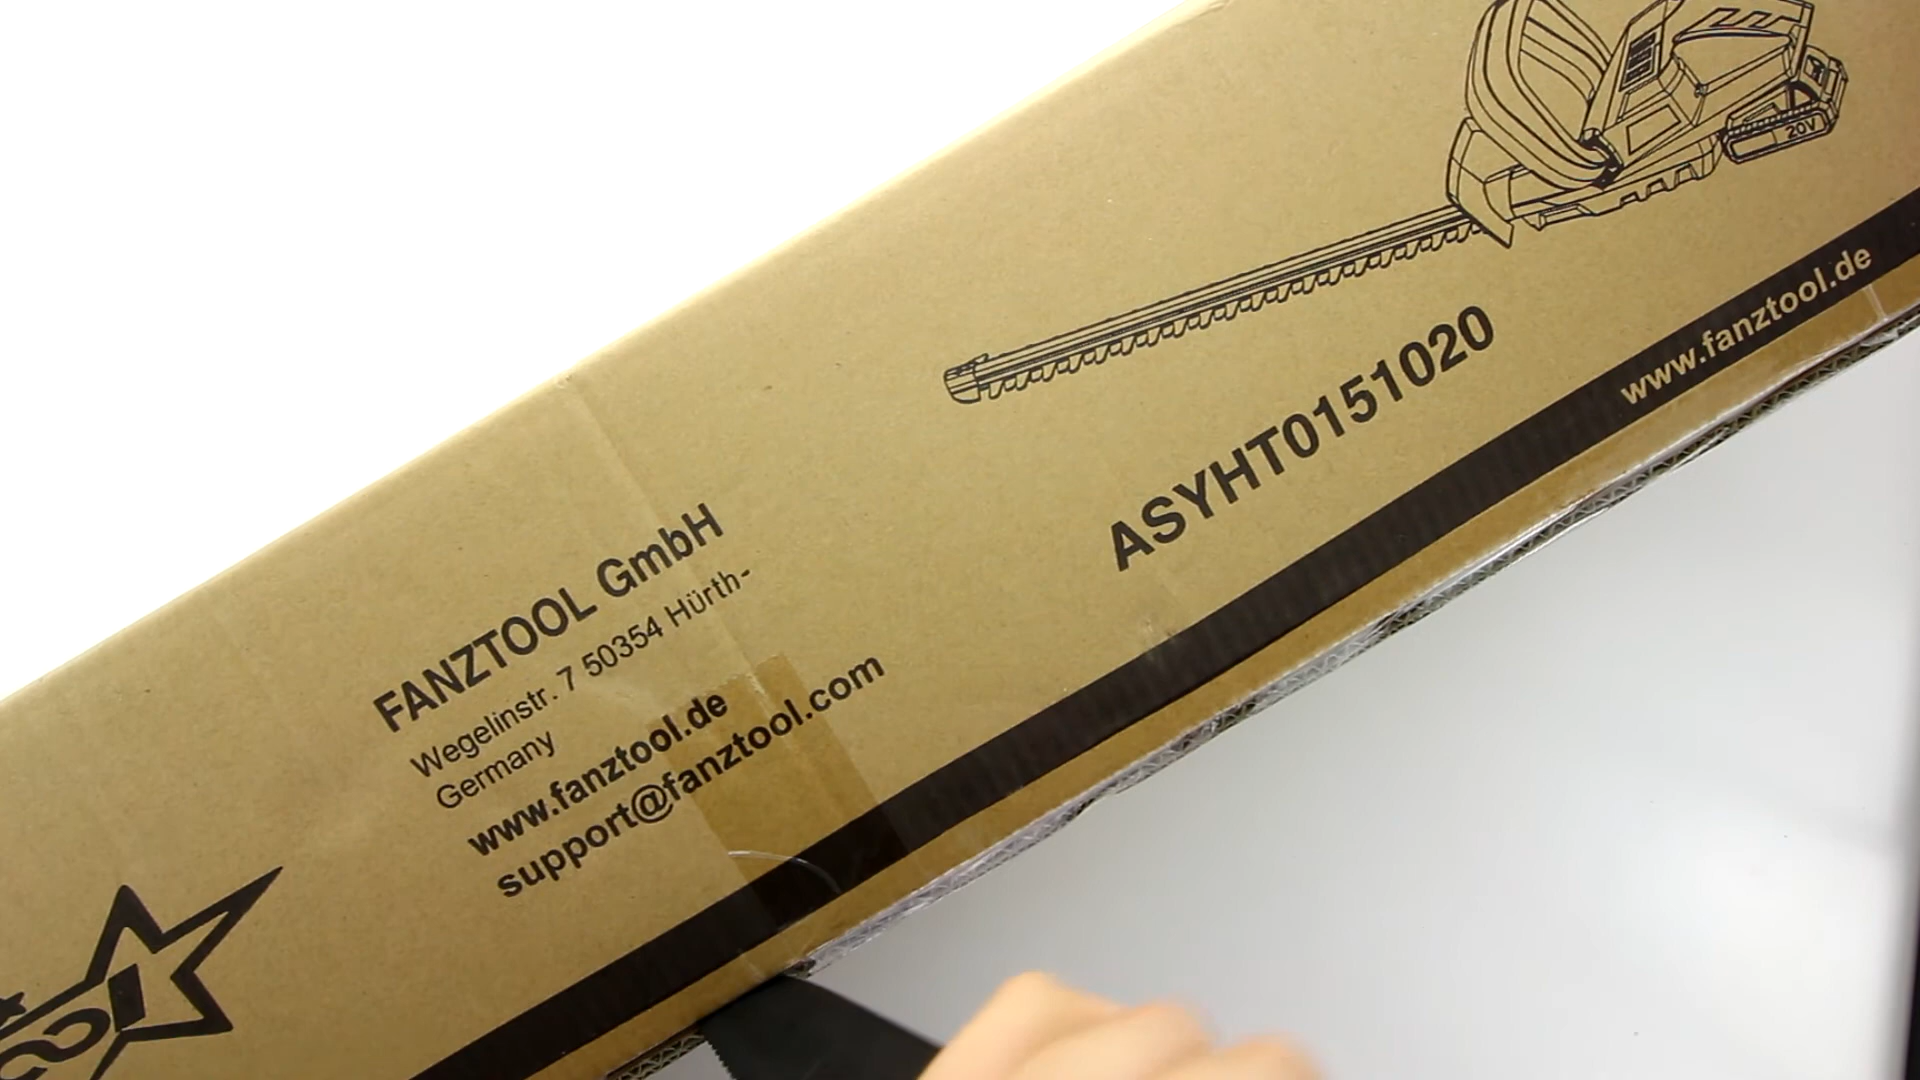 20V
ASYHT0151020
www.fanztool.de
FANZTOOL GmbH
Wegelinstr. 7 50354 Hürth-
Germany
www.fanztool.de
support@fanztool.com